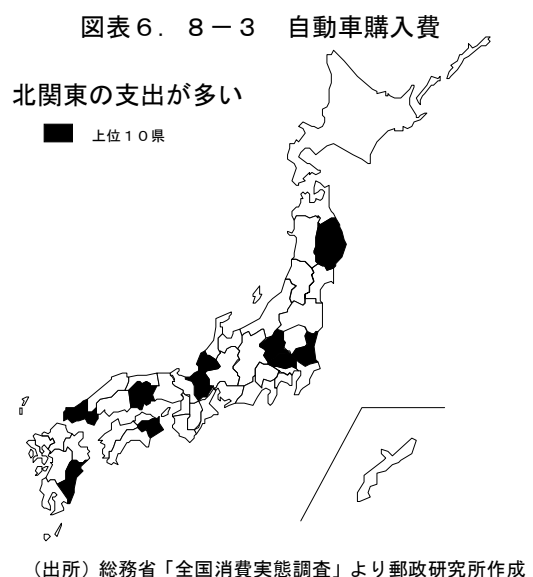 図表６．８－３　自動車購入費
北関東の支出が多い
上位１０県
（出所）総務省「全国消費実態調査」より郵政研究所作成